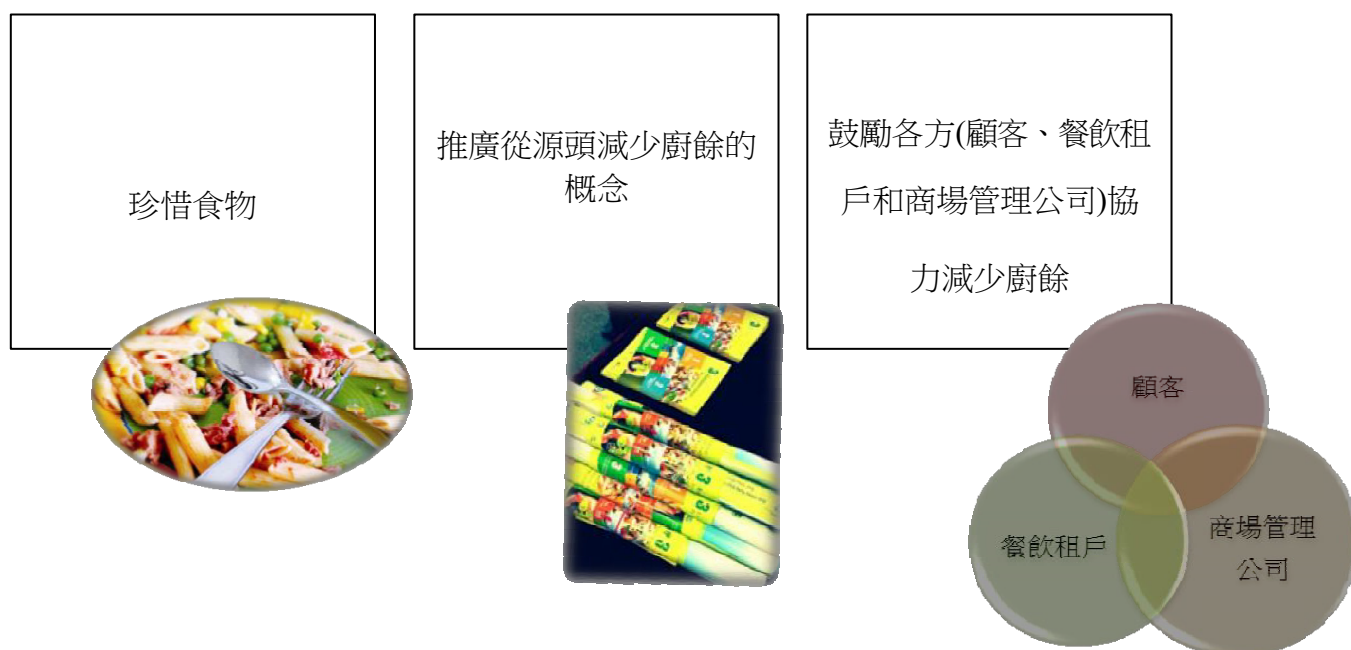 珍惜食物
推廣從源頭減少廚餘的
概念
鼓勵各方(顧客、餐飲租
戶和商場管理公司)協
力減少廚餘
顧客
餐飲租戶
商場管理
公司